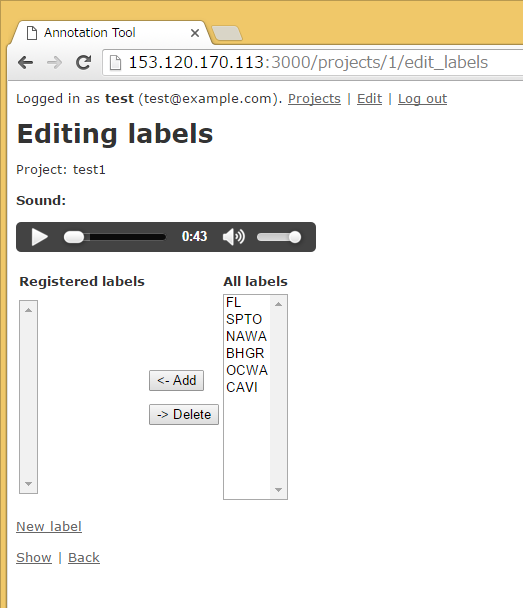 Annotation Tool
153.120.170.113:3000/projects/1/edit_labels
Logged in as test (test@example.com). Projects | Edit | Log out
Editing labels
Project: test1
Sound:
0:43
Registered labels All labels
FL
SPTO
NAWA
BHGR
OCWA
CAVI
<- Add
-> Delete
New label
Show | Back